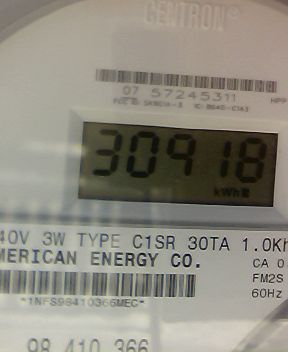 CENTRON®
07 57245311
30918
kWh
40V 3W TYPE C1SR 30TA 1.0Kh
MERICAN ENERGY CO.
CA 0
FM2S
*1NFS98410366MEC*
60Hz
98 410 366